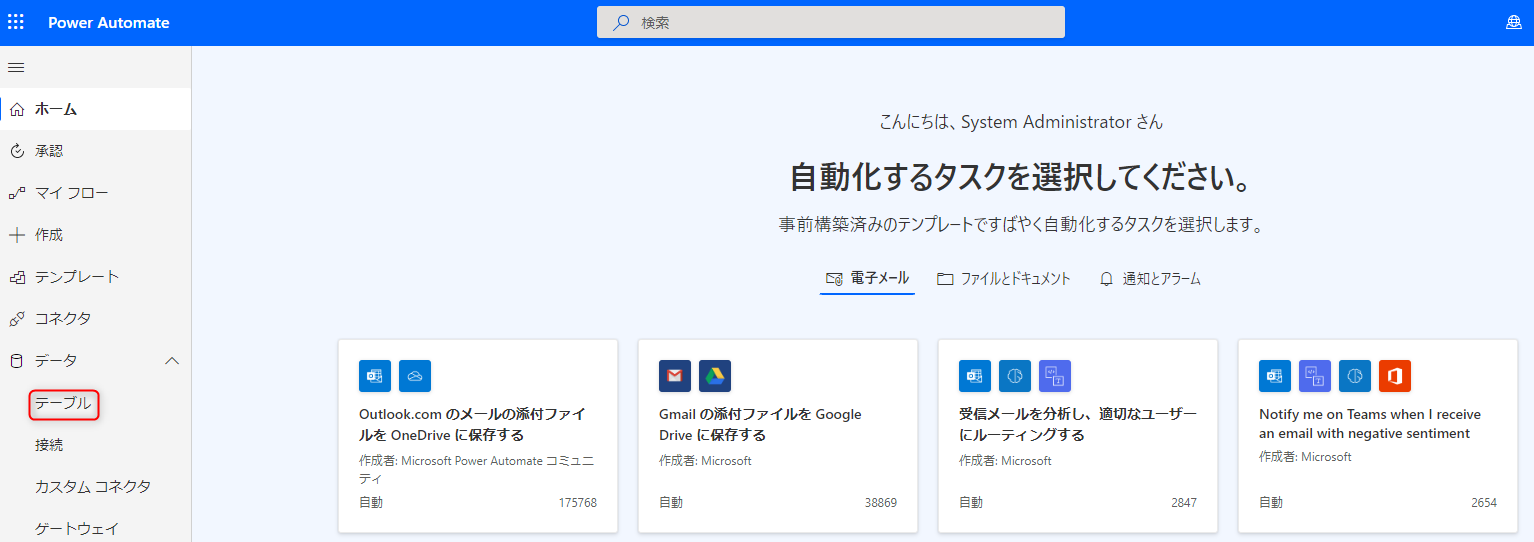 Power Automate
検索
ホーム
承認
マイ フロー
作成
テンプレート
コネクタ
データ
テーブル
接続
カスタム コネクタ
ゲートウェイ
こんにちは、System Administrator さん
自動化するタスクを選択してください。
事前構築済みのテンプレートですばやく自動化するタスクを選択します。
電子メール
ファイルとドキュメント
通知とアラーム
Outlook.com のメールの添付ファイ
ルを OneDrive に保存する
作成者: Microsoft Power Automate コミュニ
ティ
自動
175768
Gmail の添付ファイルを Google
Drive に保存する
作成者: Microsoft
自動
38869
受信メールを分析し、適切なユーザー
にルーティングする
作成者: Microsoft
自動
2847
Notify me on Teams when I receive
an email with negative sentiment
作成者: Microsoft
自動
2654